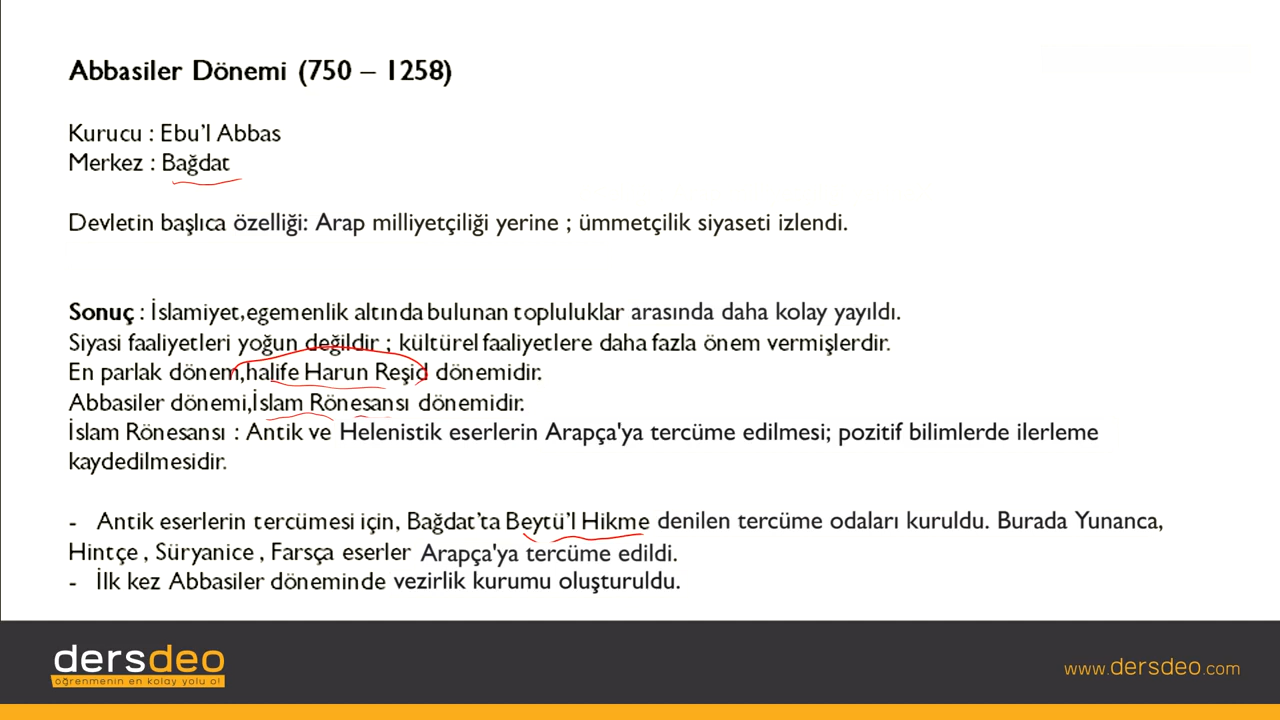 Abbasiler Dönemi (750 – 1258)
Kurucu : Ebu'l Abbas
Merkez : Bağdat
Devletin başlıca özelliği: Arap milliyetçiliği yerine ; ümmetçilik siyaseti izlendi.
Sonuç : İslamiyet,egemenlik altında bulunan topluluklar arasında daha kolay yayıldı.
Siyasi faaliyetleri yoğun değildir ; kültürel faaliyetlere daha fazla önem vermişlerdir.
En parlak dönem,halife Harun Reşid dönemidir.
Abbasiler dönemi,İslam Rönesansı dönemidir.
İslam Rönesansı : Antik ve Helenistik eserlerin Arapça'ya tercüme edilmesi; pozitif bilimlerde ilerleme
kaydedilmesidir.
- Antik eserlerin tercümesi için, Bağdat'ta Beytü'l Hikme denilen tercüme odaları kuruldu. Burada Yunanca,
Hintçe , Süryanice , Farsça eserler Arapça'ya tercüme edildi.
- İlk kez Abbasiler döneminde vezirlik kurumu oluşturuldu.
dersdeo
öğrenmenin en kolay yolu o!
www.dersdeo.com